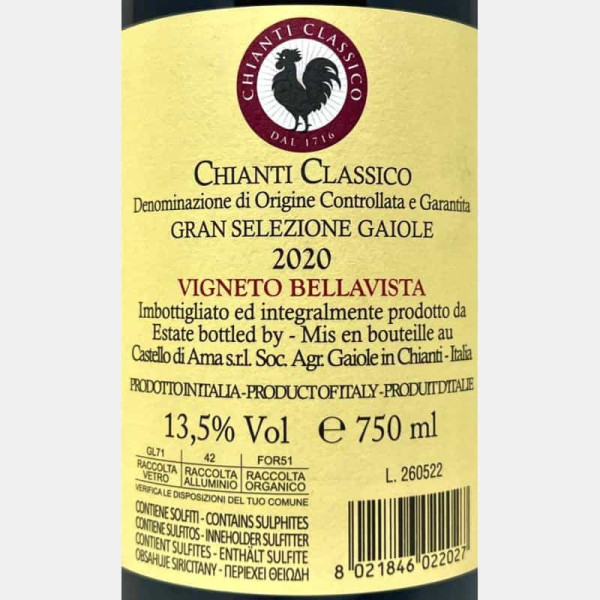 CHIANTI CLASSICO
DAL 1716
CHIANTI CLASSICO
Denominazione di Origine Controllata e Garantita
GRAN SELEZIONE GAIOLE
2020
VIGNETO BELLAVISTA
Imbottigliato ed integralmente prodotto da
Estate bottled by - Mis en bouteille au
Castello di Ama s.r.l. Soc. Agr. Gaiole in Chianti - Italia
PRODOTTO IN ITALIA - PRODUCT OF ITALY - PRODUIT D'ITALIE
13,5% Vol ℮ 750 ml
GL71 42 FOR51
RACCOLTA VETRO RACCOLTA ALLUMINIO RACCOLTA ORGANICO
VERIFICA LE DISPOSIZIONI DEL TUO COMUNE
L. 260522
CONTIENE SOLFITI - CONTAINS SULPHITES
CONTIENE SULFITOS - INNEHOLDER SULFITTER
CONTIENT SULFITES - ENTHÄLT SULFITE
OBSAHUJE SIRICITANY - ΠΕΡΙΕΧΕΙ ΘΕΙΩΔΗ
8 021846 022027